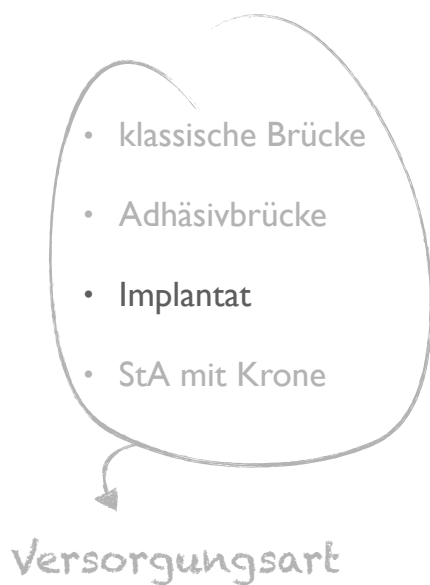 • klassische Brücke
• Adhäsivbrücke
• Implantat
• StA mit Krone
Versorgungsart